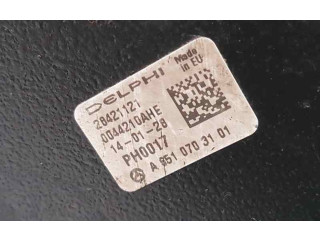 DELPHI
Made
in EU
28421121
0044210AHE
14-01-28
PH0017
A 651 070 31 01